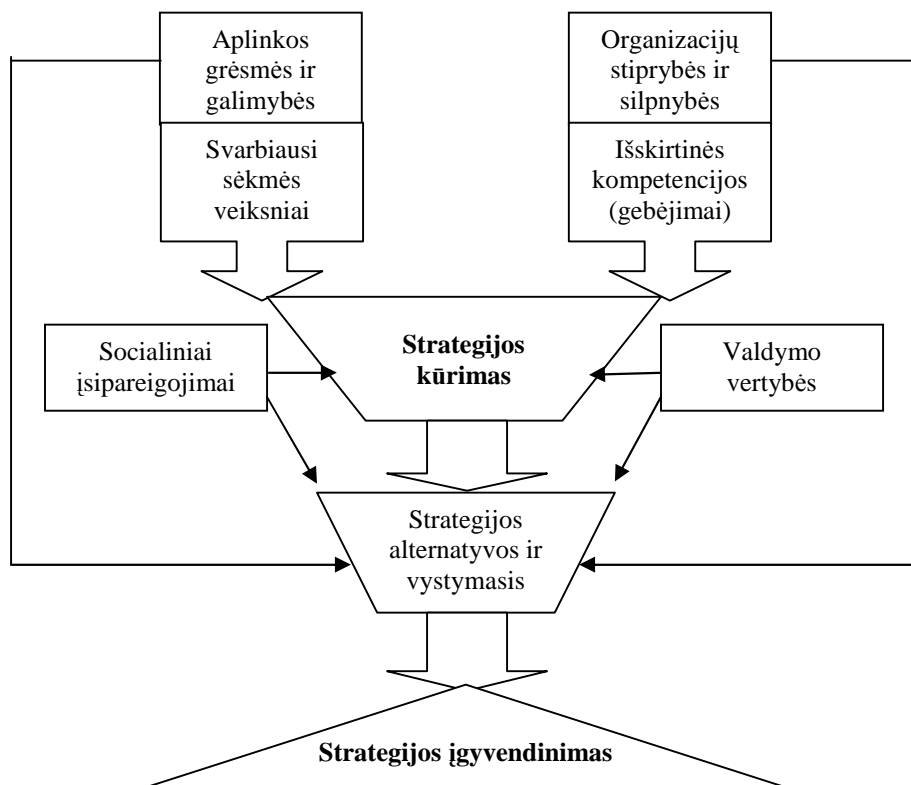 Aplinkos
grėsmės ir
galimybės
Organizacijų
stiprybės ir
silpnybės
Svarbiausi
sėkmės
veiksniai
Išskirtinės
kompetencijos
(gebėjimai)
Socialiniai
įsipareigojimai
Strategijos
kūrimas
Valdymo
vertybės
Strategijos
alternatyvos ir
vystymasis
Strategijos įgyvendinimas